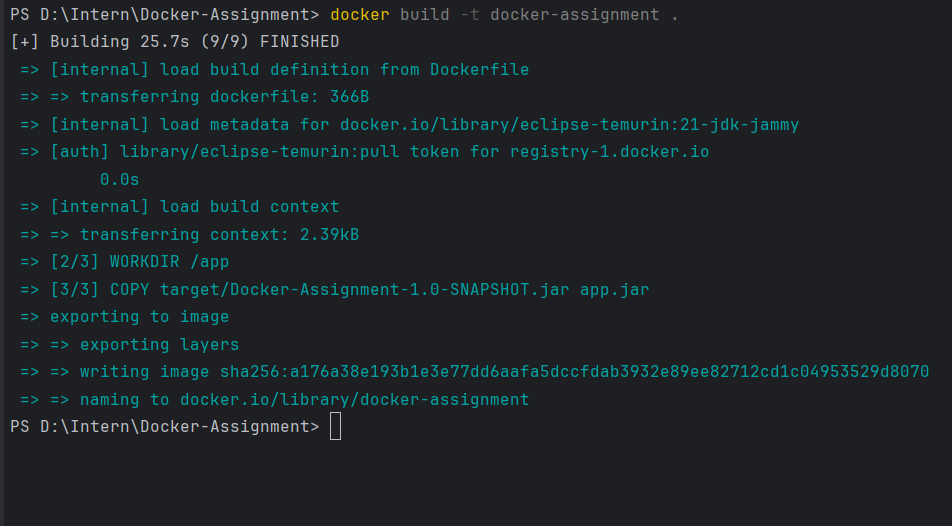 PS D:\Intern\Docker-Assignment> docker build -t docker-assignment .
[+] Building 25.7s (9/9) FINISHED
=> [internal] load build definition from Dockerfile
=> => transferring dockerfile: 366B
=> [internal] load metadata for docker.io/library/eclipse-temurin:21-jdk-jammy
=> [auth] library/eclipse-temurin:pull token for registry-1.docker.io
0.0s
=> [internal] load build context
=> => transferring context: 2.39kB
=> [2/3] WORKDIR /app
=> [3/3] COPY target/Docker-Assignment-1.0-SNAPSHOT.jar app.jar
=> exporting to image
=> => exporting layers
=> => writing image sha256:a176a38e193b1e3e77dd6aafa5dccfdab3932e89ee82712cd1c04953529d8070
=> => naming to docker.io/library/docker-assignment
PS D:\Intern\Docker-Assignment>